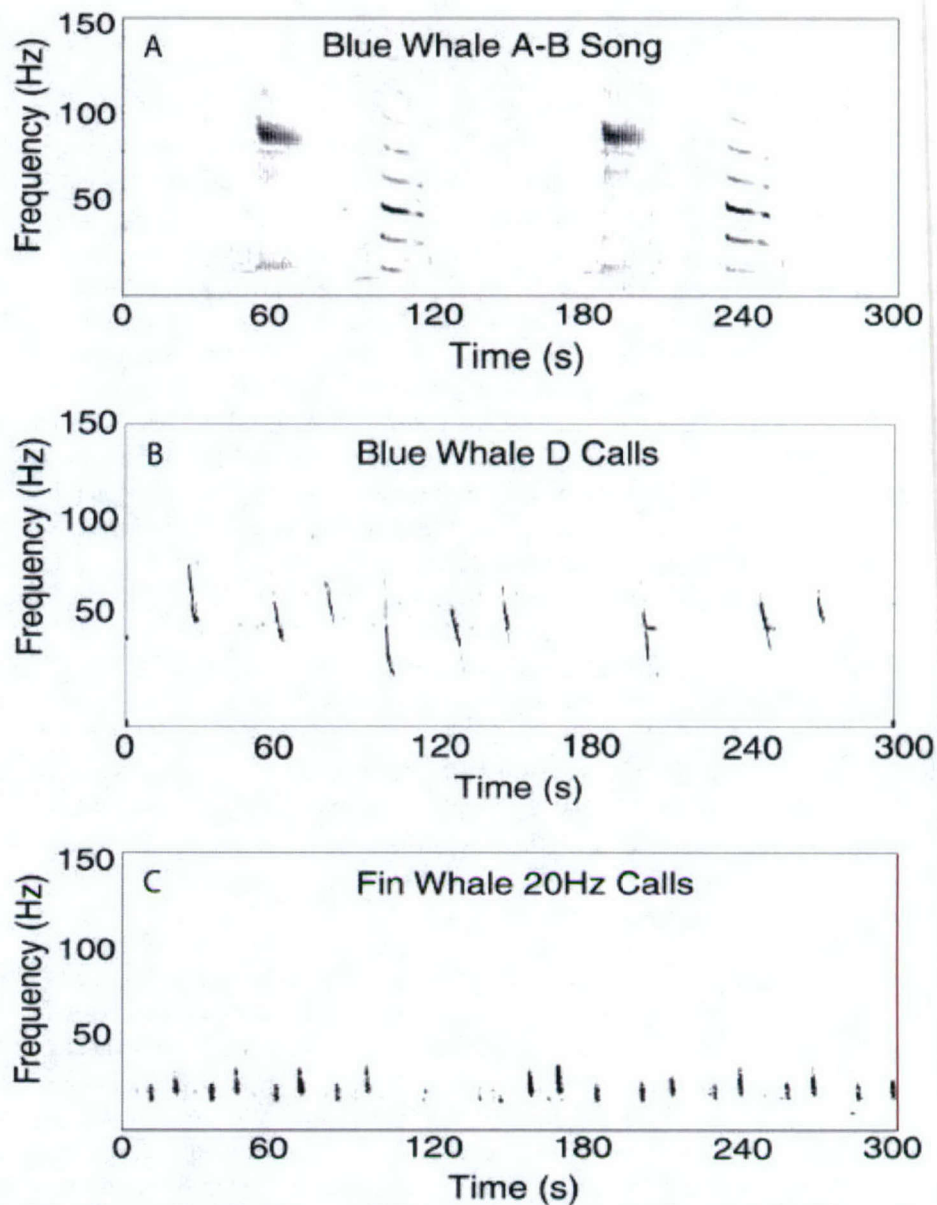 150
A
Blue Whale A-B Song
100
50
Frequency (Hz)
0 60 120 180 240 300
Time (s)
150
B
Blue Whale D Calls
100
50
Frequency (Hz)
0 60 120 180 240 300
Time (s)
150
C
Fin Whale 20Hz Calls
100
50
Frequency (Hz)
0 60 120 180 240 300
Time (s)